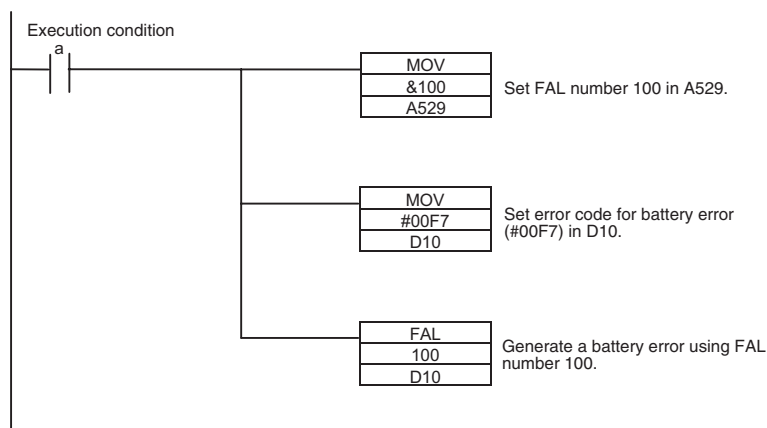 Execution condition
a
MOV
&100
A529
Set FAL number 100 in A529.
MOV
#00F7
D10
Set error code for battery error
(#00F7) in D10.
FAL
100
D10
Generate a battery error using FAL
number 100.